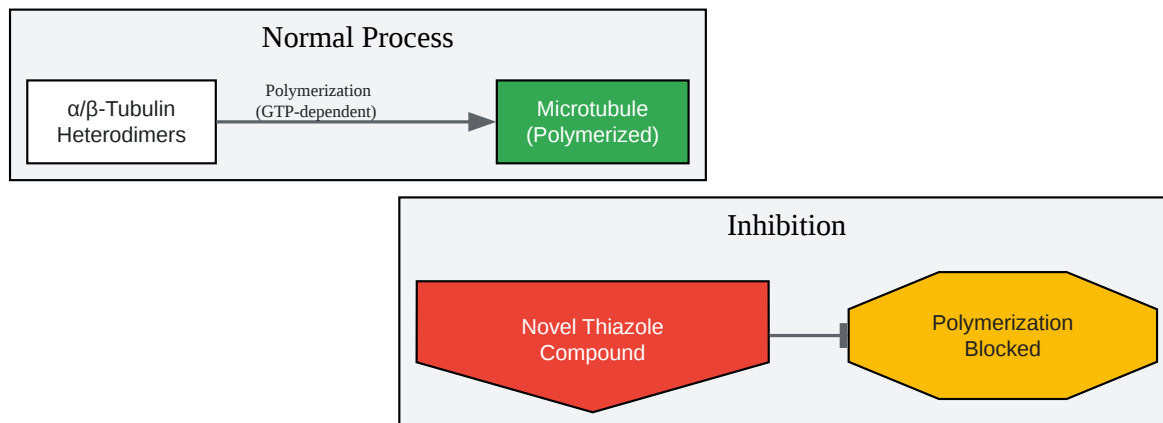 Normal Process
α/β-Tubulin
Heterodimers
Polymerization
(GTP-dependent)
Microtubule
(Polymerized)
Inhibition
Novel Thiazole
Compound
Polymerization
Blocked